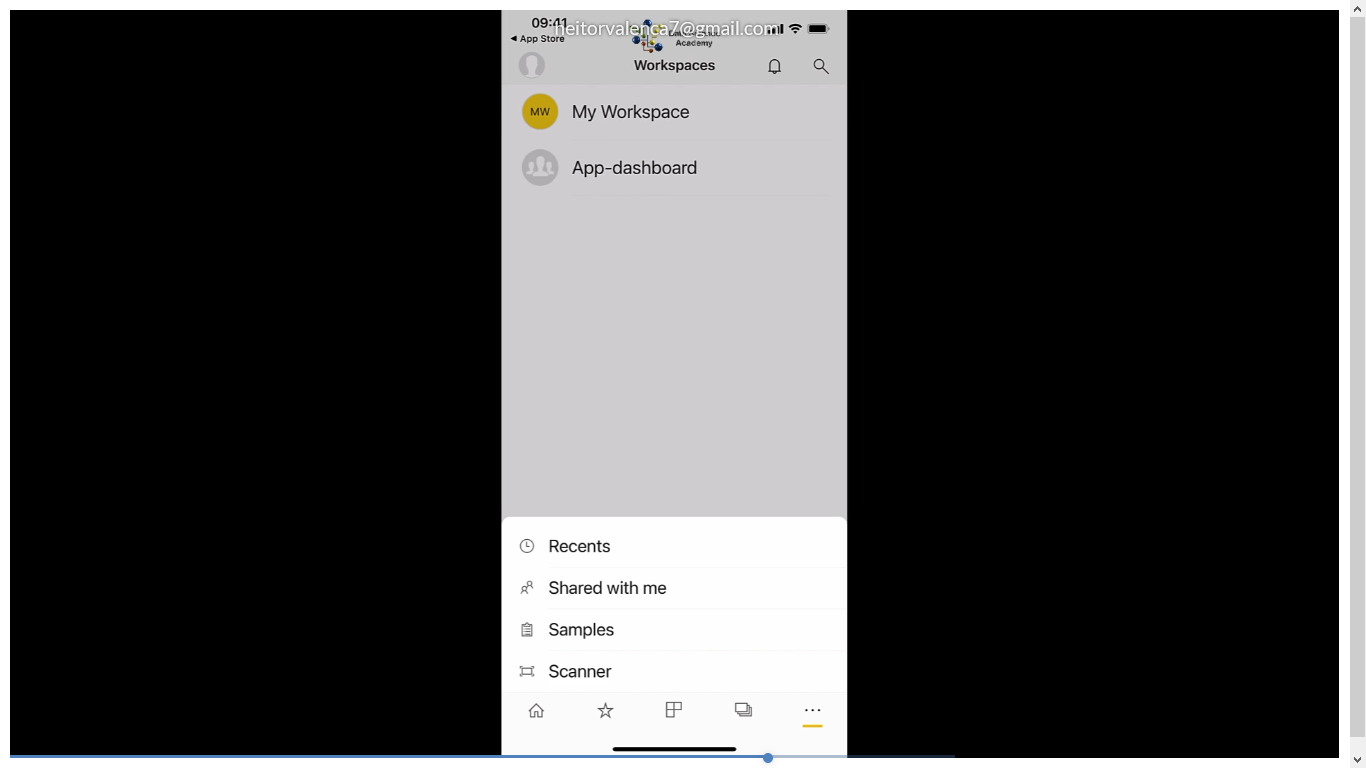 09:41
heitorvalenca7@gmail.com
◀ App Store
Academy
Workspaces
MW
My Workspace
App-dashboard
Recents
Shared with me
Samples
Scanner